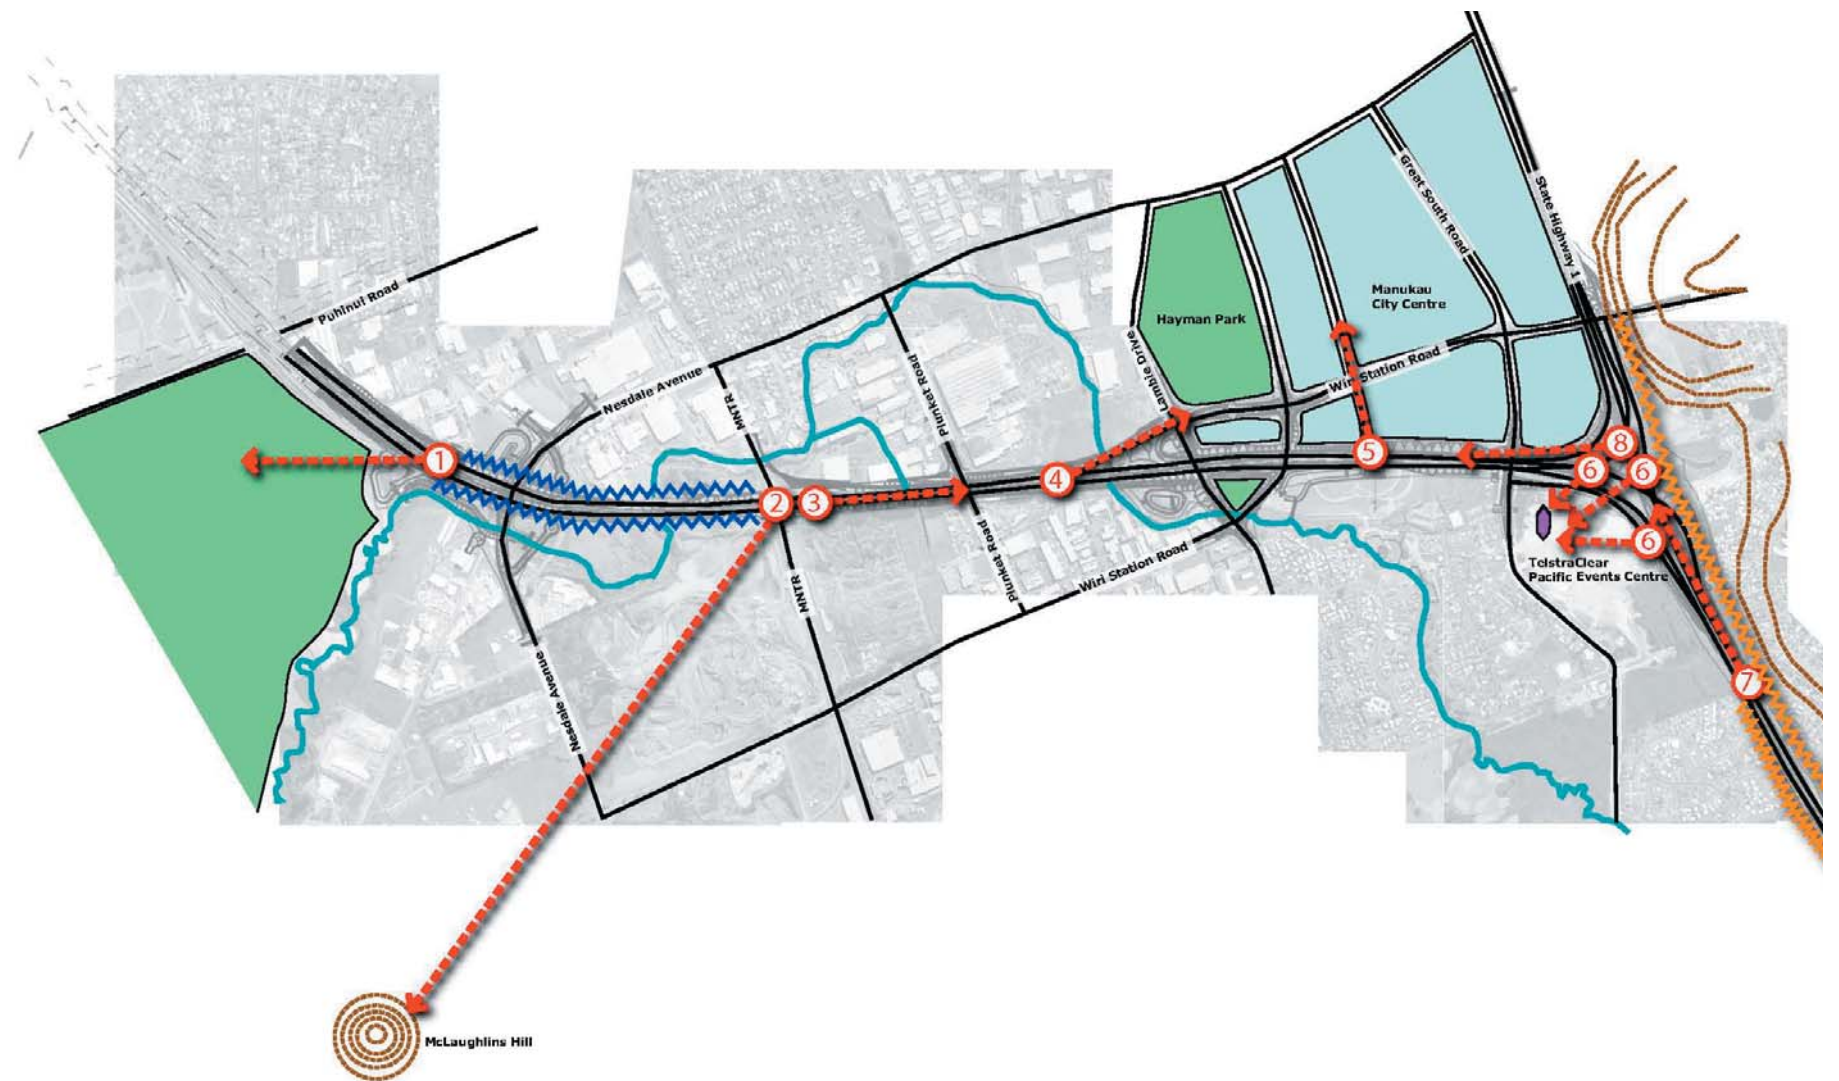 Great South Road
State Highway 1
Puhinui Road
Manukau
City Centre
Hayman Park
Lambie Drive
Wiri Station Road
Nesdale Avenue
MNTR
Plunket Road
1
2
3
4
5
8
6
6
6
7
TelstraClear
Pacific Events Centre
Plunket Road
Wiri Station Road
MNTR
Nesdale Avenue
McLaughlins Hill